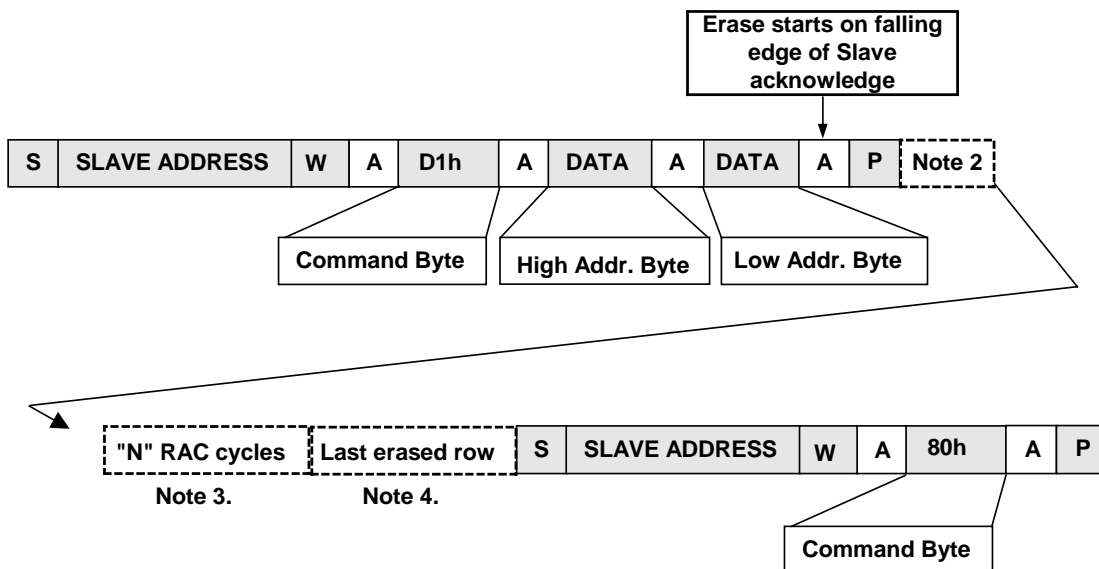 Erase starts on falling
edge of Slave
acknowledge
S SLAVE ADDRESS W A D1h A DATA A DATA A P Note 2
Command Byte High Addr. Byte Low Addr. Byte
"N" RAC cycles Last erased row S SLAVE ADDRESS W A 80h A P
Note 3. Note 4.
Command Byte